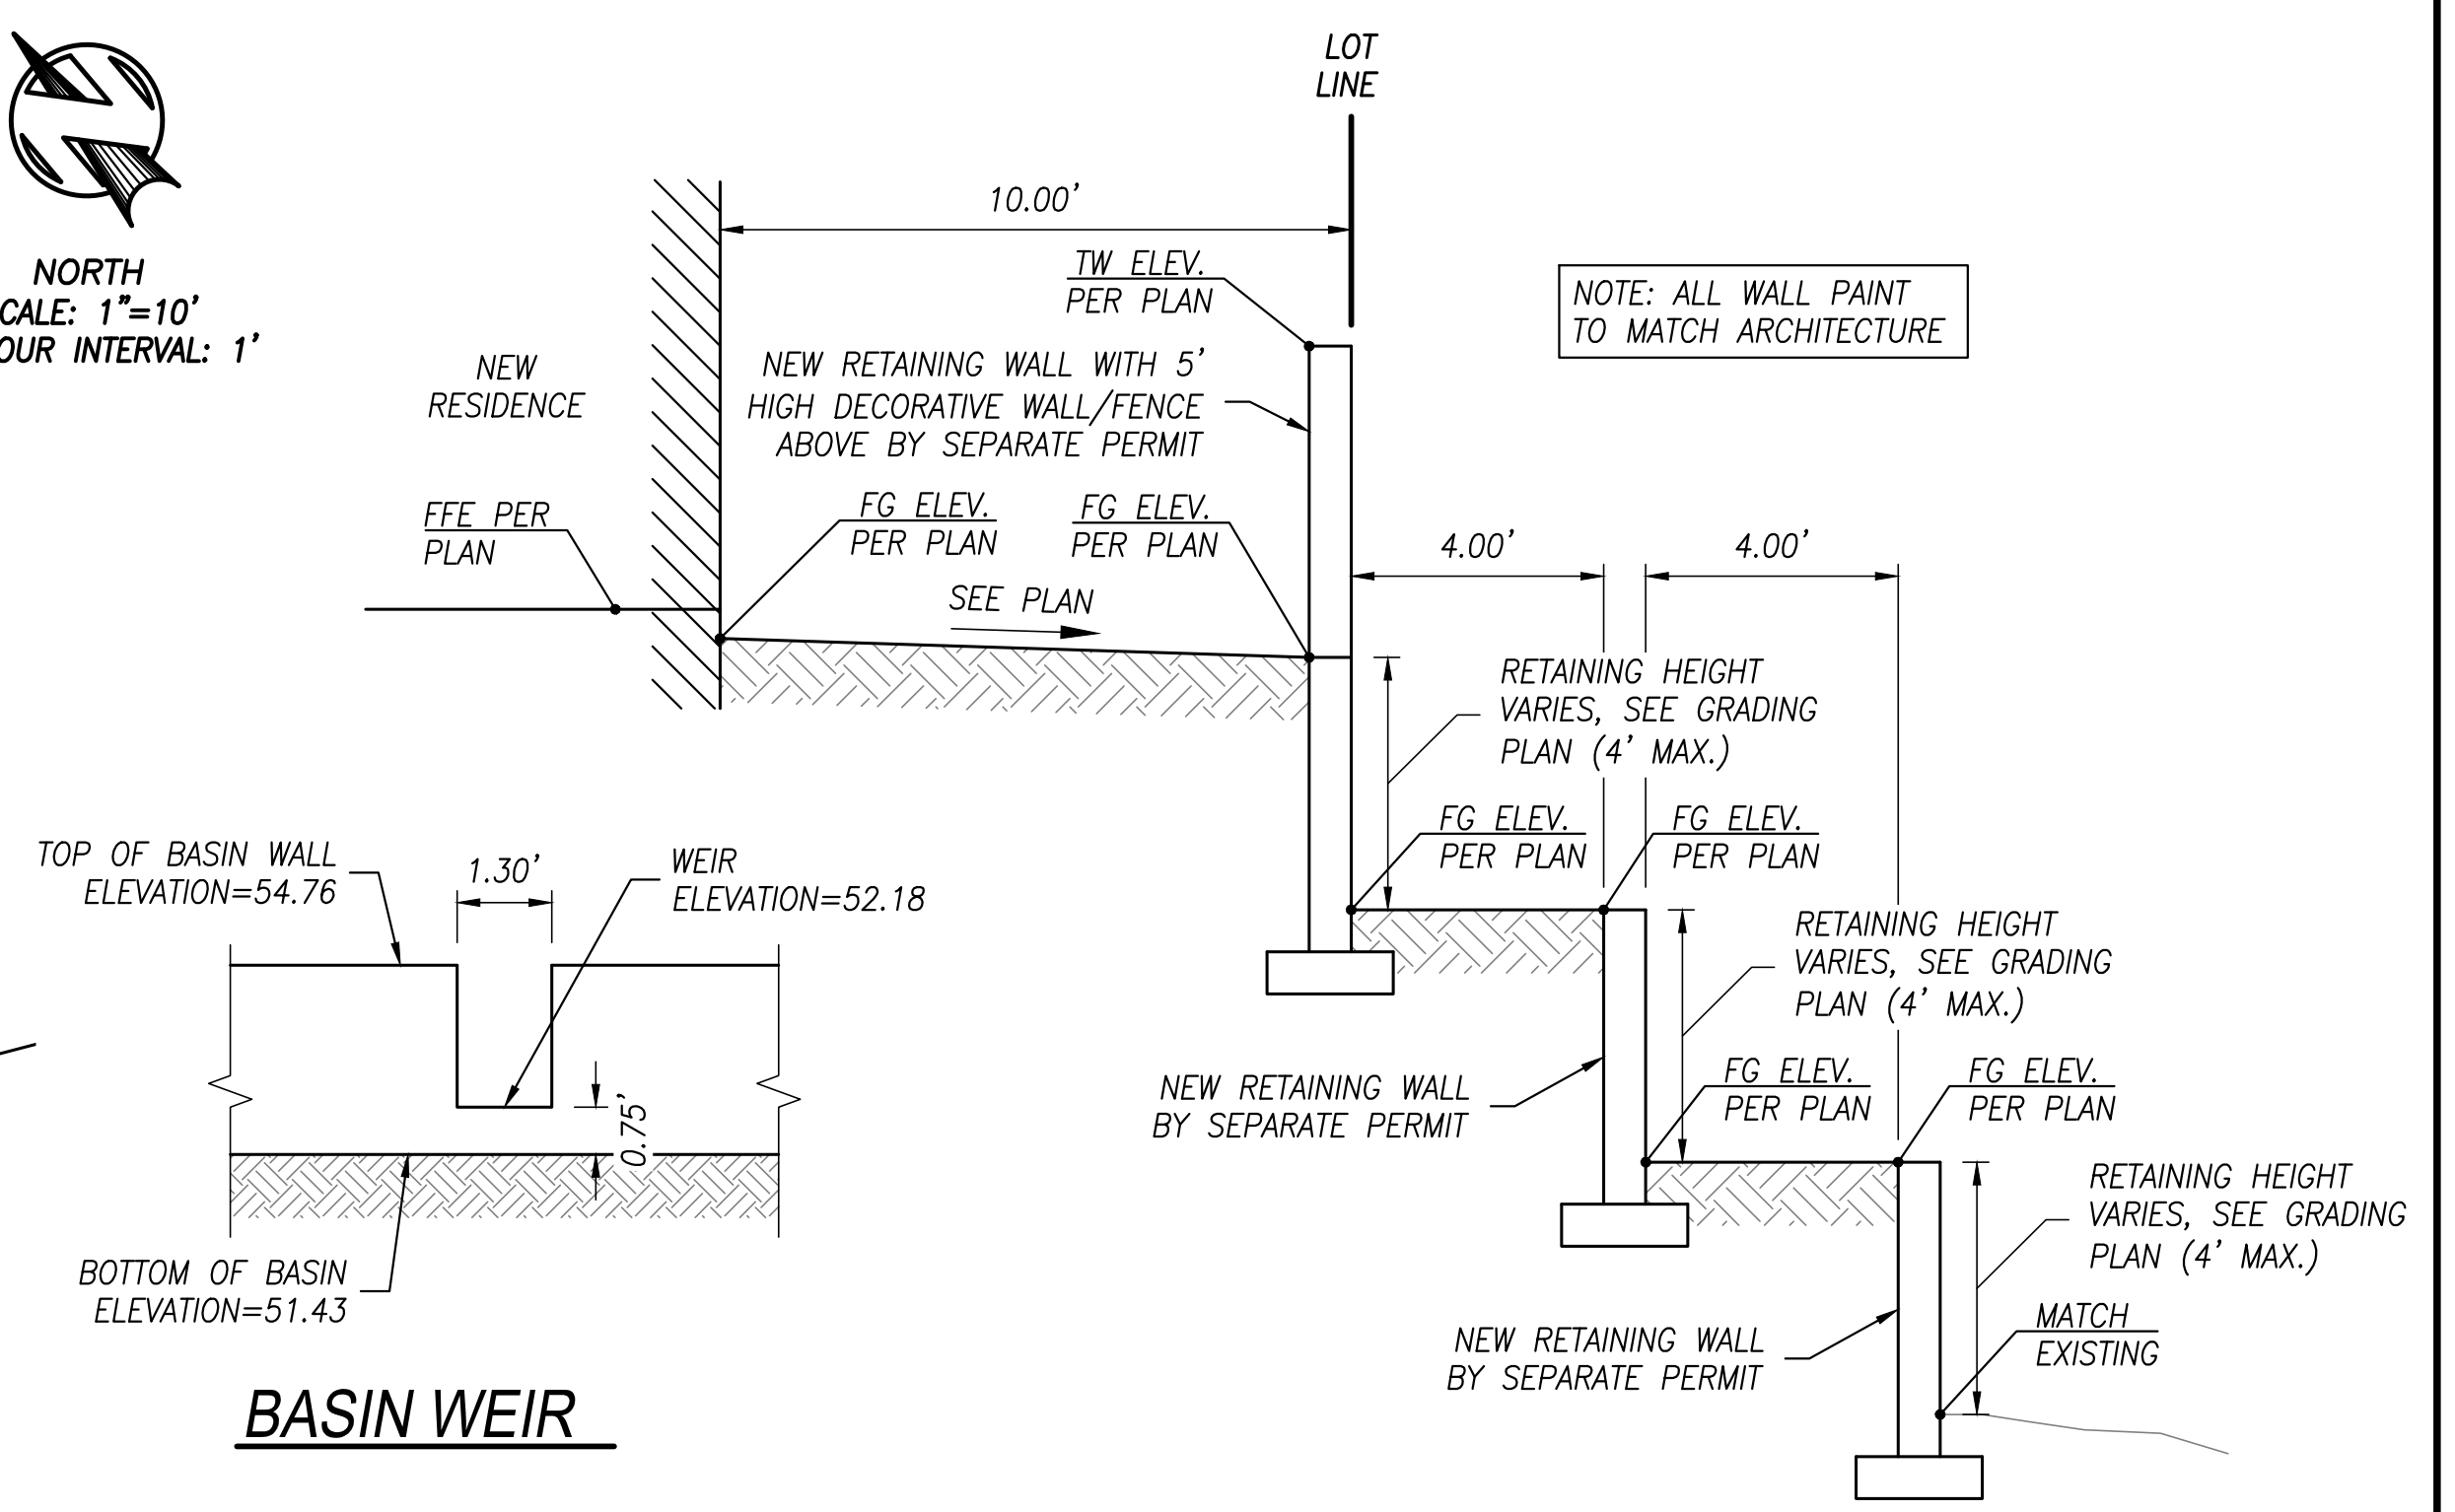 NORTH
CALE: 1"=10'
OUR INTERVAL: 1'
LOT
LINE
10.00'
TW ELEV.
PER PLAN
NOTE: ALL WALL PAINT
TO MATCH ARCHITECTURE
NEW
RESIDENCE
NEW RETAINING WALL WITH 5'
HIGH DECORATIVE WALL/FENCE
ABOVE BY SEPARATE PERMIT
FFE PER
PLAN
FG ELEV.
PER PLAN
FG ELEV.
PER PLAN
SEE PLAN
4.00'
4.00'
RETAINING HEIGHT
VARIES, SEE GRADING
PLAN (4' MAX.)
FG ELEV.
PER PLAN
FG ELEV.
PER PLAN
RETAINING HEIGHT
VARIES, SEE GRADING
PLAN (4' MAX.)
NEW RETAINING WALL
BY SEPARATE PERMIT
FG ELEV.
PER PLAN
FG ELEV.
PER PLAN
RETAINING HEIGHT
VARIES, SEE GRADING
PLAN (4' MAX.)
NEW RETAINING WALL
BY SEPARATE PERMIT
MATCH
EXISTING
TOP OF BASIN WALL
ELEVATION=54.76
1.30'
WEIR
ELEVATION=52.18
0.75'
BOTTOM OF BASIN
ELEVATION=51.43
BASIN WEIR